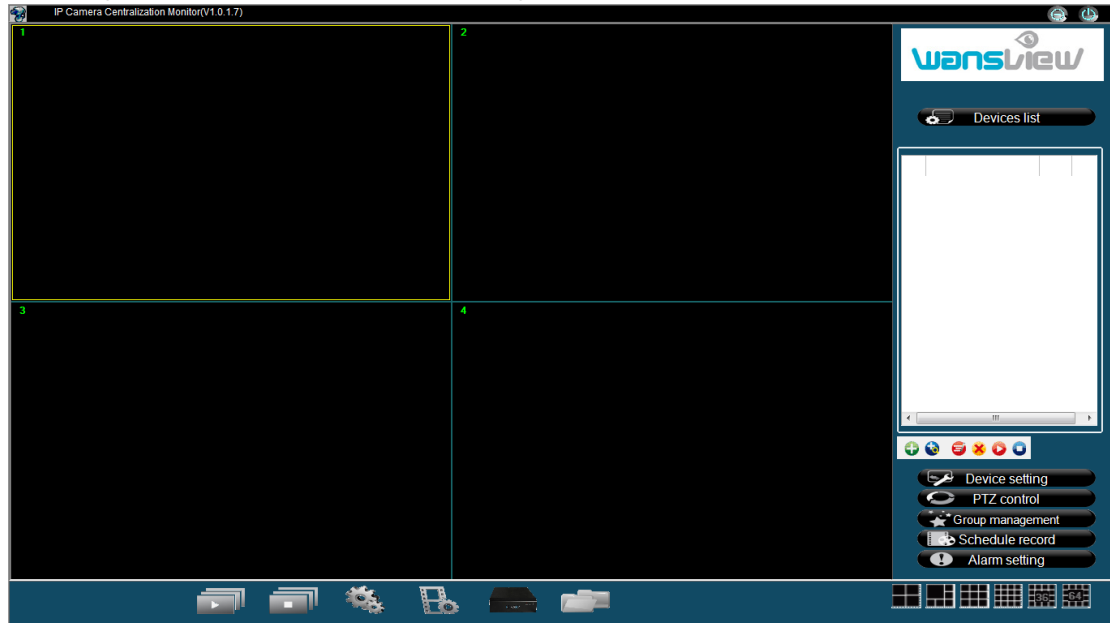 IP Camera Centralization Monitor(V1.0.1.7)
1
2
wansview
Devices list
3
4
Device setting
PTZ control
Group management
Schedule record
Alarm setting
36
64